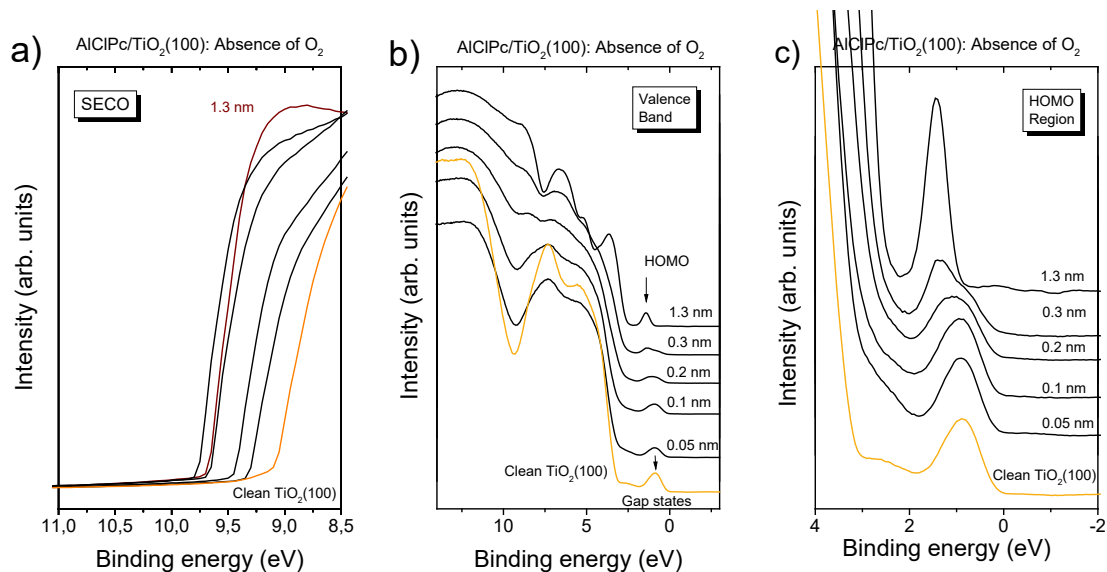 a)
AlClPc/TiO2(100): Absence of O2
SECO
1.3 nm
Clean TiO2(100)
Intensity (arb. units)
11,0 10,5 10,0 9,5 9,0 8,5
Binding energy (eV)
b)
AlClPc/TiO2(100): Absence of O2
Valence
Band
HOMO
1.3 nm
0.3 nm
0.2 nm
0.1 nm
0.05 nm
Clean TiO2(100)
Gap states
Intensity (arb. units)
10 5 0
Binding energy (eV)
c)
AlClPc/TiO2(100): Absence of O2
HOMO
Region
1.3 nm
0.3 nm
0.2 nm
0.1 nm
0.05 nm
Clean TiO2(100)
Intensity (arb. units)
4 2 0 -2
Binding energy (eV)